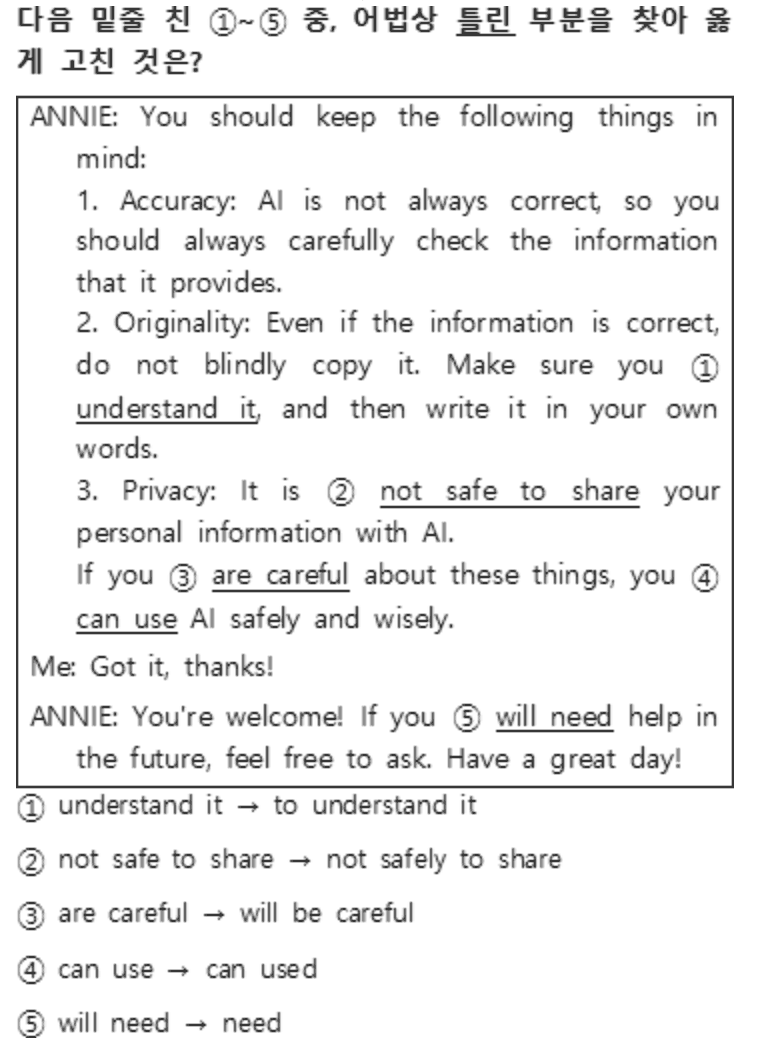 다음 밑줄 친 ①~⑤ 중, 어법상 틀린 부분을 찾아 옳
게 고친 것은?
ANNIE: You should keep the following things in
mind:
1. Accuracy: AI is not always correct, so you
should always carefully check the information
that it provides.
2. Originality: Even if the information is correct,
do not blindly copy it. Make sure you ①
understand it, and then write it in your own
words.
3. Privacy: It is ② not safe to share your
personal information with AI.
If you ③ are careful about these things, you ④
can use AI safely and wisely.
Me: Got it, thanks!
ANNIE: You're welcome! If you ⑤ will need help in
the future, feel free to ask. Have a great day!
① understand it → to understand it
② not safe to share → not safely to share
③ are careful → will be careful
④ can use → can used
⑤ will need → need